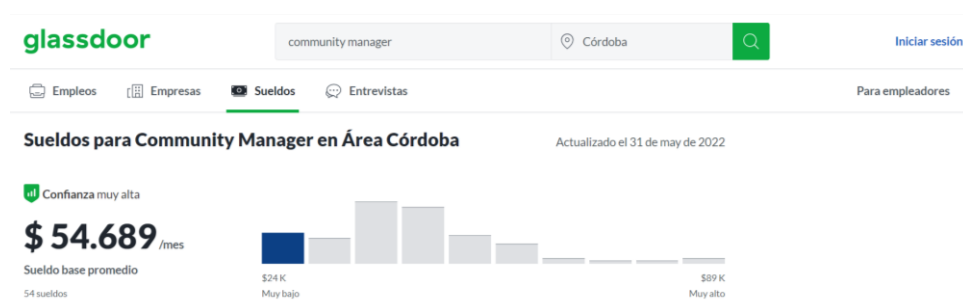 glassdoor
community manager
Córdoba
Iniciar sesión
Empleos
Empresas
Sueldos
Entrevistas
Para empleadores
Sueldos para Community Manager en Área Córdoba
Actualizado el 31 de may de 2022
Confianza muy alta
$ 54.689 /mes
Sueldo base promedio
54 sueldos
$24 K
Muy bajo
$89 K
Muy alto